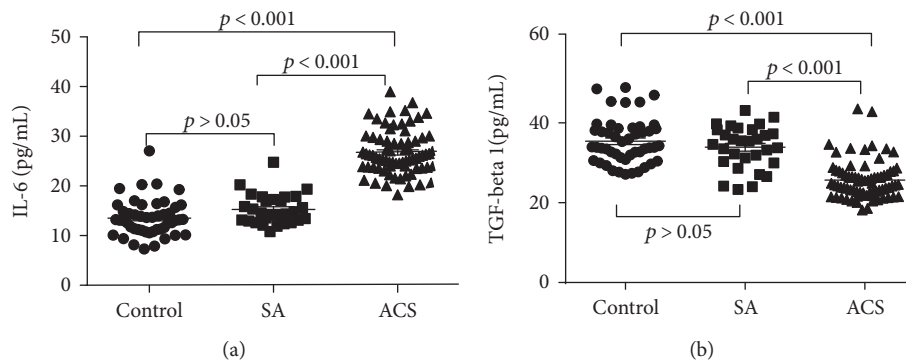 (a)
p < 0.001
p < 0.001
p > 0.05
IL-6 (pg/mL)
50
40
30
20
10
0
Control
SA
ACS
(a)
(b)
p < 0.001
p < 0.001
p > 0.05
TGF-beta 1(pg/mL)
60
40
20
0
Control
SA
ACS
(b)